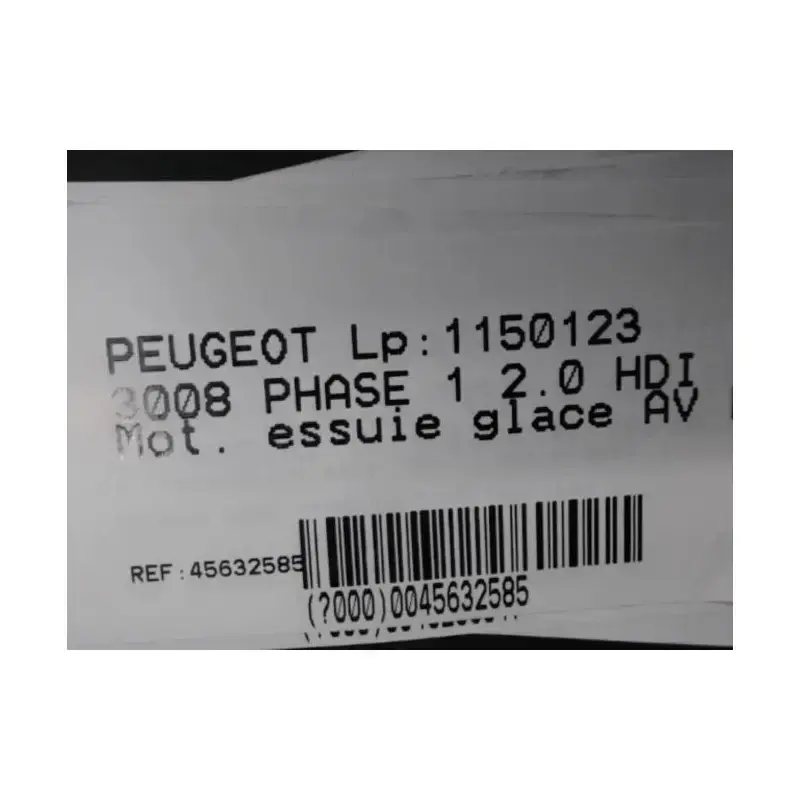 PEUGEOT Lp:1150123
3008 PHASE 1 2.0 HDI
Mot. essuie glace AV
REF:45632585
(?000)0045632585